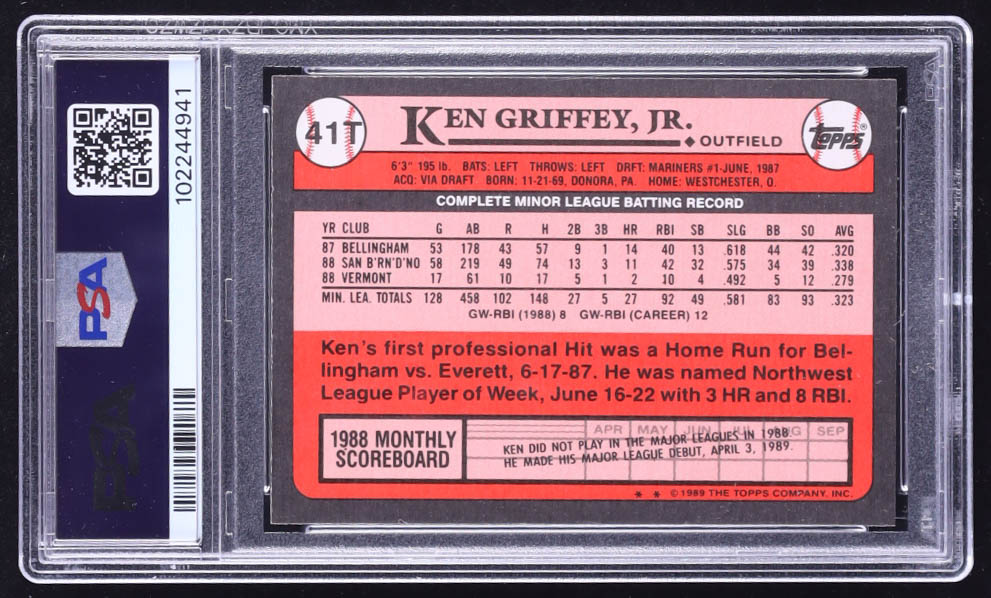 102244941
PSA
PSA
41T
KEN GRIFFEY, JR.
OUTFIELD
TOPPS®
6'3" 195 lb. BATS: LEFT THROWS: LEFT DRFT: MARINERS #1-JUNE, 1987
ACQ: VIA DRAFT BORN: 11-21-69, DONORA, PA. HOME: WESTCHESTER, O.
COMPLETE MINOR LEAGUE BATTING RECORD
YR CLUB G AB R H 2B 3B HR RBI SB SLG BB SO AVG
87 BELLINGHAM 53 178 43 57 9 1 14 40 13 .618 44 42 .320
88 SAN B'RN'D'NO 58 219 49 74 13 3 11 42 32 .575 34 39 .338
88 VERMONT 17 61 10 17 5 1 2 10 4 .492 5 12 .279
MIN. LEA. TOTALS 128 458 102 148 27 5 27 92 49 .581 83 93 .323
GW-RBI (1988) 8 GW-RBI (CAREER) 12
Ken's first professional Hit was a Home Run for Bel-
lingham vs. Everett, 6-17-87. He was named Northwest
League Player of Week, June 16-22 with 3 HR and 8 RBI.
1988 MONTHLY
SCOREBOARD
APR MAY JUN JUL AUG SEP
KEN DID NOT PLAY IN THE MAJOR LEAGUES IN 1988.
HE MADE HIS MAJOR LEAGUE DEBUT, APRIL 3, 1989.
* * ©1989 THE TOPPS COMPANY, INC.